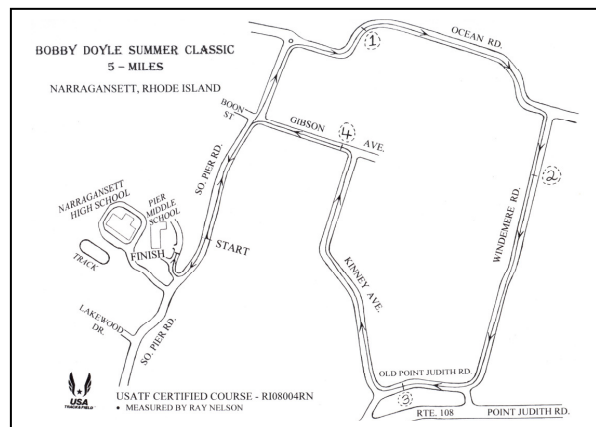 BOBBY DOYLE SUMMER CLASSIC
5 - MILES
NARRAGANSETT, RHODE ISLAND
1
OCEAN RD.
BOON
ST
GIBSON
AVE.
4
2
SO. PIER RD.
WINDEMERE RD.
NARRAGANSETT
HIGH SCHOOL
PIER
MIDDLE
SCHOOL
START
FINISH
TRACK
KINNEY AVE.
LAKEWOOD
DR.
SO. PIER RD.
OLD POINT JUDITH RD.
3
RTE. 108
POINT JUDITH RD.
USA
TRACK&FIELD
USATF CERTIFIED COURSE - RI08004RN
• MEASURED BY RAY NELSON